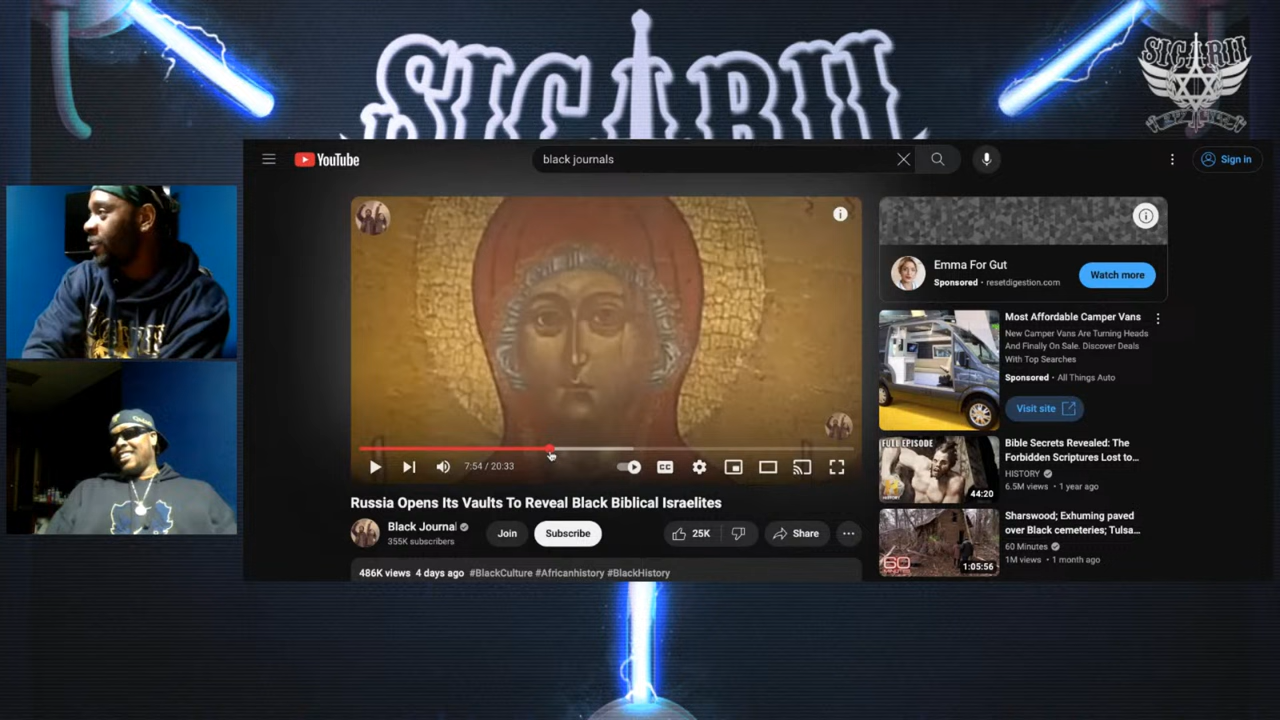 SICARII
SICARII
YouTube
black journals
Sign in
Emma For Gut
Sponsored • resetdigestion.com
Watch more
Most Affordable Camper Vans
New Camper Vans Are Turning Heads
And Finally On Sale. Discover Deals
With Top Searches
Sponsored • All Things Auto
Visit site
7:54 / 20:33
CC
FULL EPISODE
HISTORY
44:20
Bible Secrets Revealed: The
Forbidden Scriptures Lost to...
HISTORY
6.5M views • 1 year ago
Russia Opens Its Vaults To Reveal Black Biblical Israelites
Black Journal
355K subscribers
Join
Subscribe
25K
Share
60
1:05:56
Sharswood; Exhuming paved
over Black cemeteries; Tulsa...
60 Minutes
1M views • 1 month ago
486K views 4 days ago #BlackCulture #Africanhistory #BlackHistory